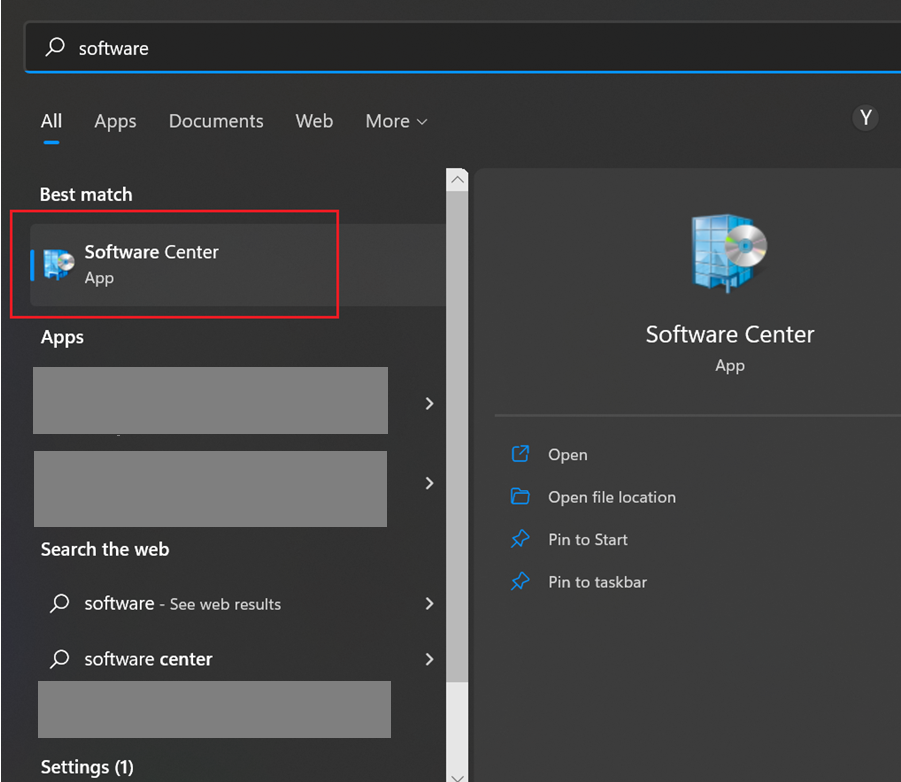 software
All Apps Documents Web More
Y
Best match
Software Center
App
Apps
Search the web
software - See web results
software center
Settings (1)
Software Center
App
Open
Open file location
Pin to Start
Pin to taskbar